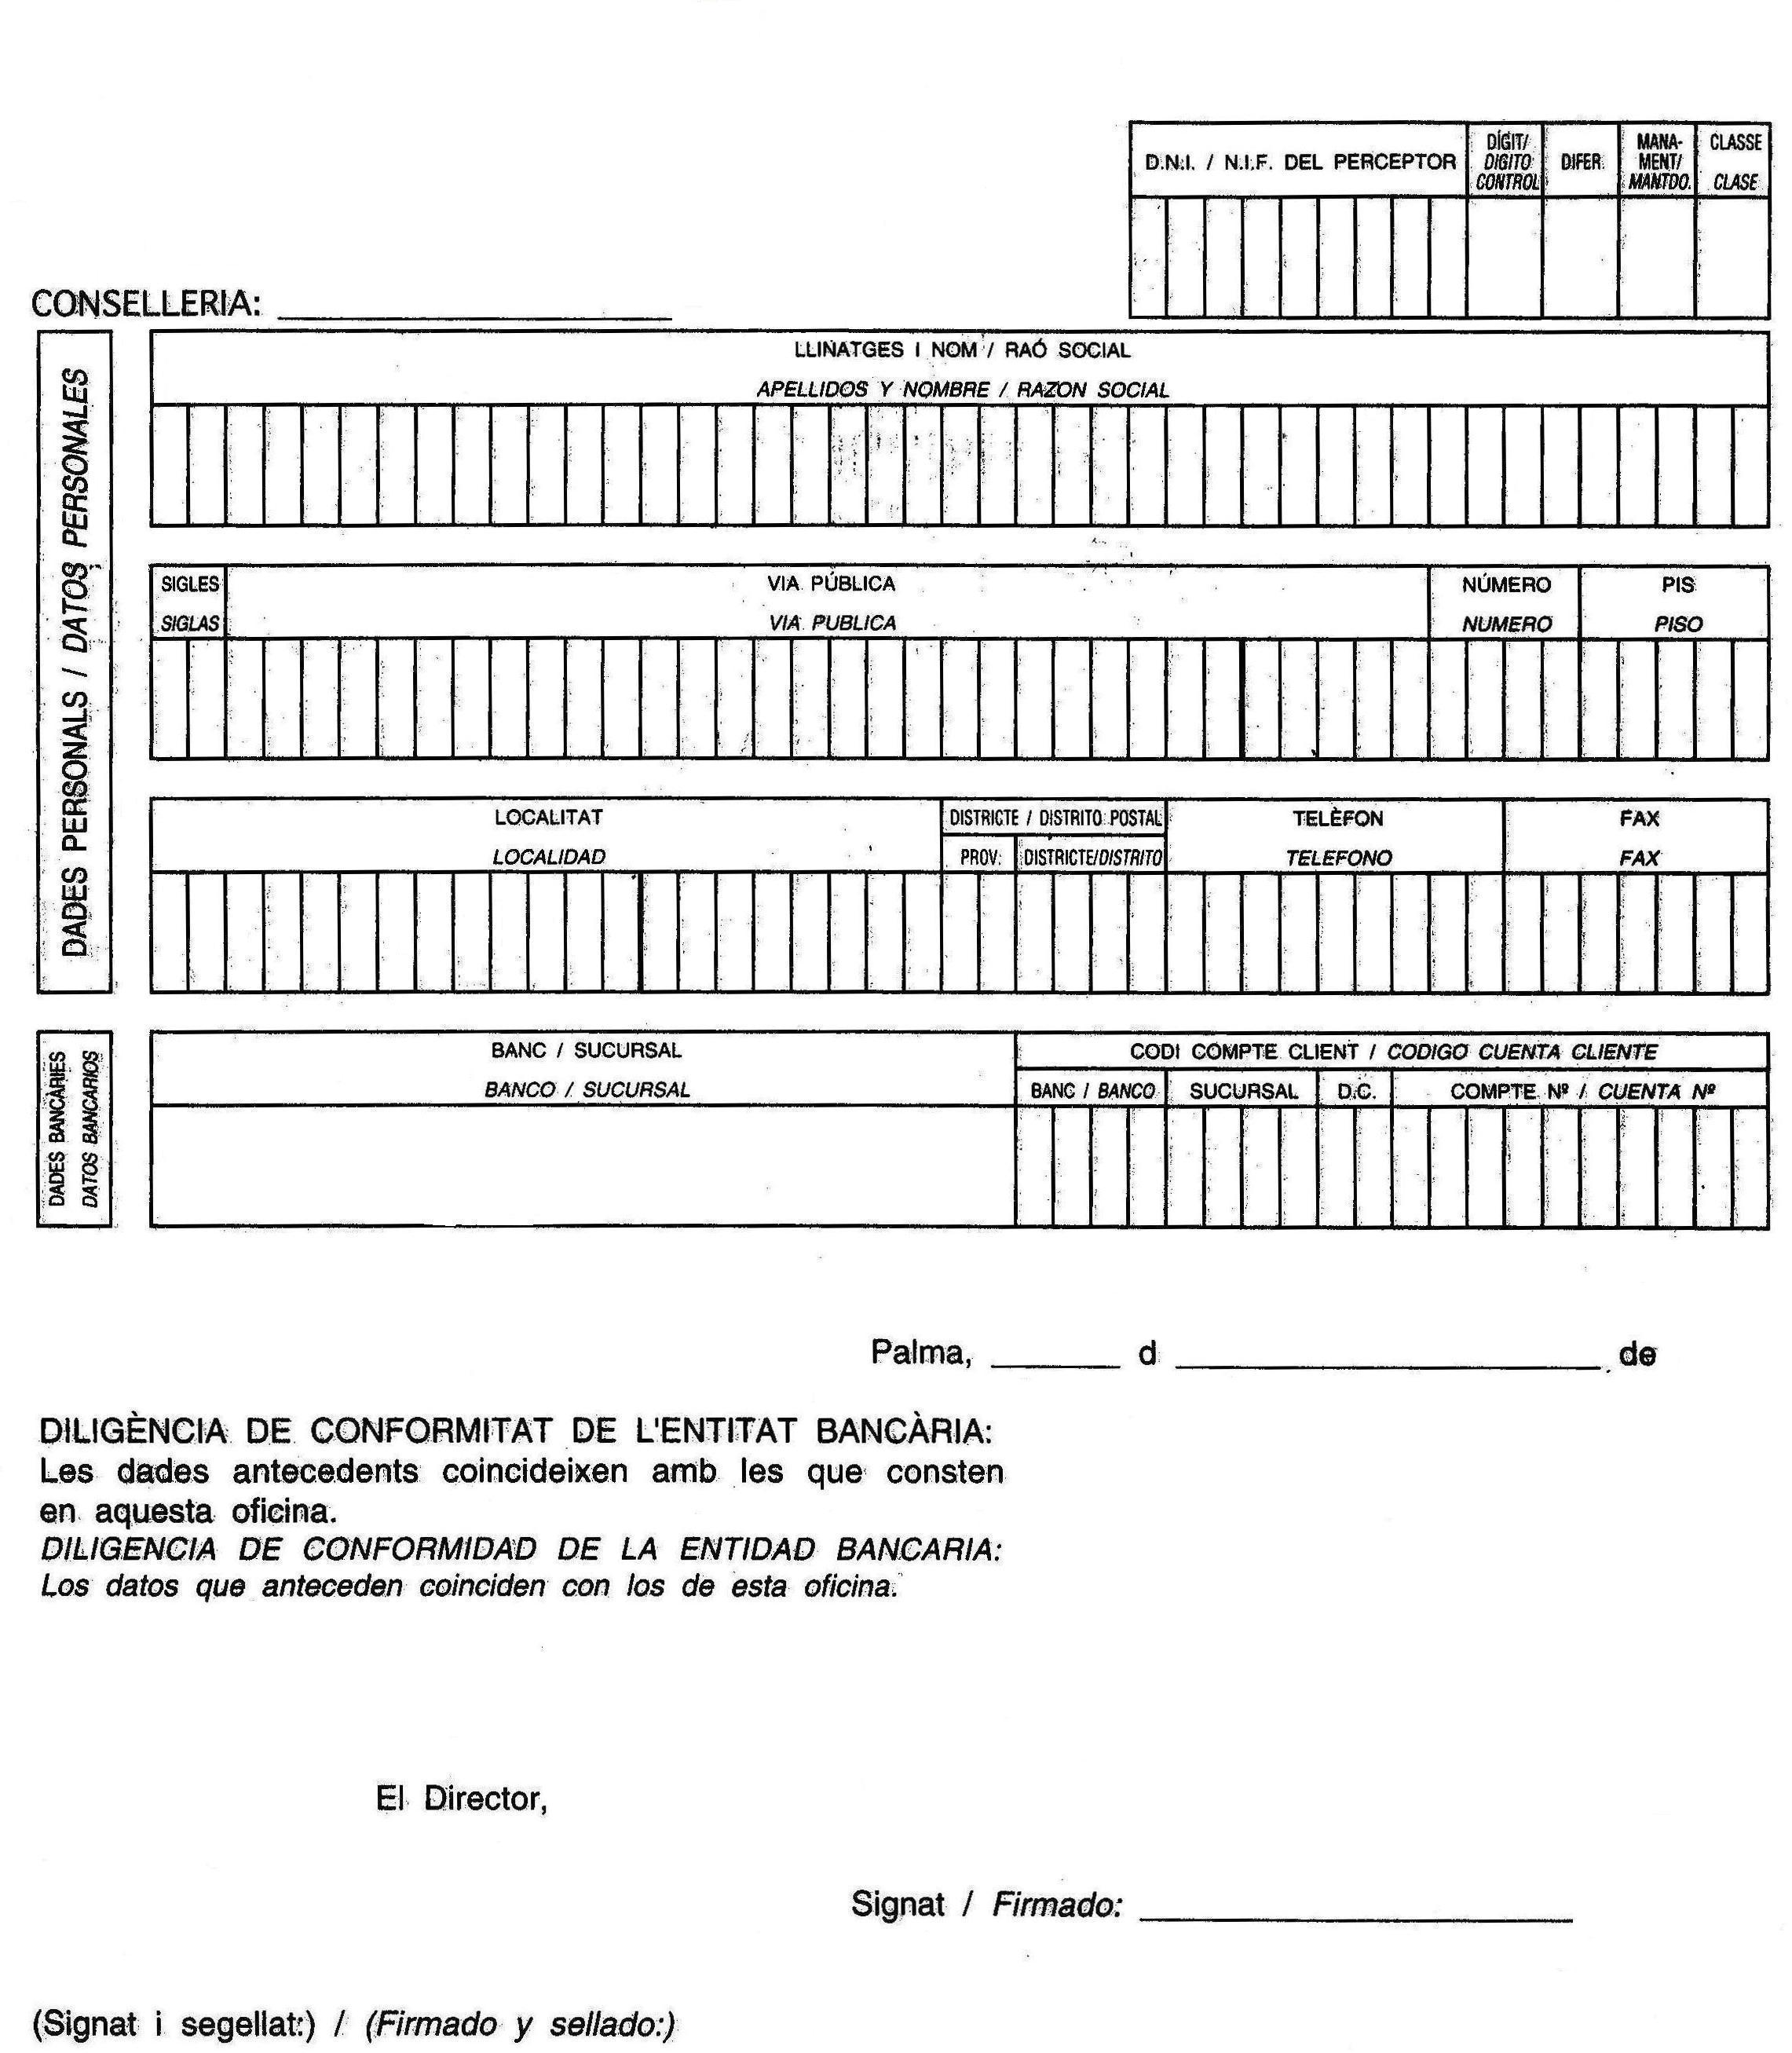 D.N.I. / N.I.F. DEL PERCEPTOR
DÍGIT/
DIGITO
CONTROL
DIFER.
MANA-
MENT/
MANTDO.
CLASSE
CLASE
CONSELLERIA:
DADES PERSONALS / DATOS PERSONALES
LLINATGES I NOM / RAÓ SOCIAL
APELLIDOS Y NOMBRE / RAZON SOCIAL
SIGLES
SIGLAS
VIA PÚBLICA
VIA PUBLICA
NÚMERO
NUMERO
PIS
PISO
LOCALITAT
LOCALIDAD
DISTRICTE / DISTRITO POSTAL
PROV.
DISTRICTE/DISTRITO
TELÈFON
TELEFONO
FAX
FAX
DADES BANCÀRIES
DATOS BANCARIOS
BANC / SUCURSAL
BANCO / SUCURSAL
CODI COMPTE CLIENT / CODIGO CUENTA CLIENTE
BANC / BANCO
SUCURSAL
D.C.
COMPTE Nº / CUENTA Nº
Palma, d de
DILIGÈNCIA DE CONFORMITAT DE L'ENTITAT BANCÀRIA:
Les dades antecedents coincideixen amb les que consten
en aquesta oficina.
DILIGENCIA DE CONFORMIDAD DE LA ENTIDAD BANCARIA:
Los datos que anteceden coinciden con los de esta oficina.
El Director,
Signat / Firmado:
(Signat i segellat:) / (Firmado y sellado:)